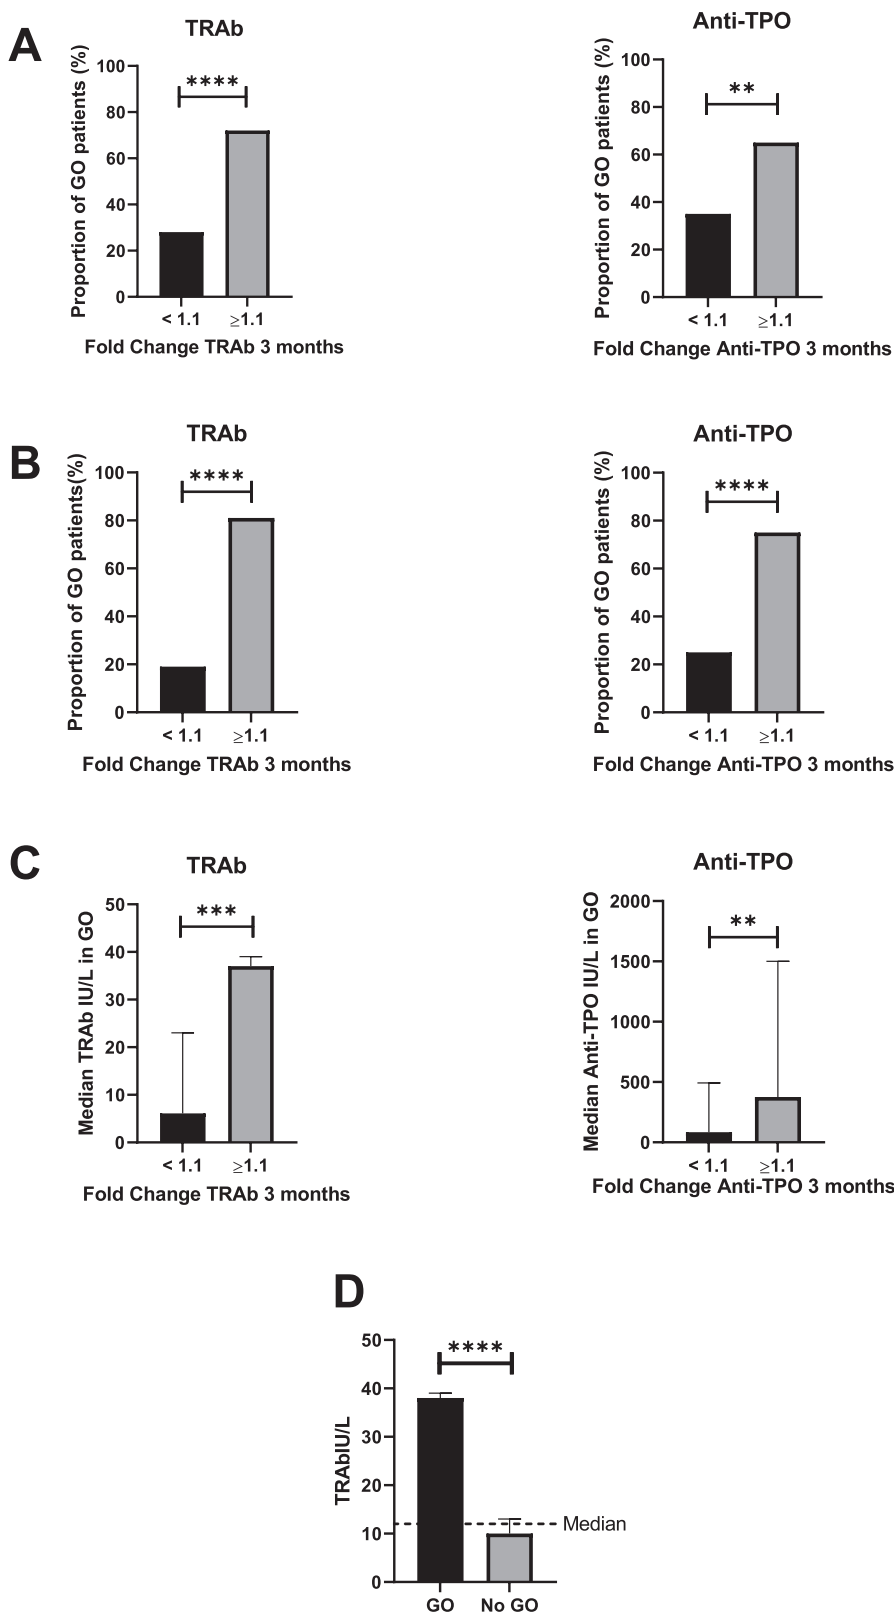 A
TRAb
Proportion of GO patients (%)
100
80
60
40
20
0
****
< 1.1
≥1.1
Fold Change TRAb 3 months
Anti-TPO
Proportion of GO patients (%)
100
80
60
40
20
0
**
< 1.1
≥1.1
Fold Change Anti-TPO 3 months
B
TRAb
Proportion of GO patients(%)
100
80
60
40
20
0
****
< 1.1
≥1.1
Fold Change TRAb 3 months
Anti-TPO
Proportion of GO patients (%)
100
80
60
40
20
0
****
< 1.1
≥1.1
Fold Change Anti-TPO 3 months
C
TRAb
Median TRAb IU/L in GO
50
40
30
20
10
0
***
< 1.1
≥1.1
Fold Change TRAb 3 months
Anti-TPO
Median Anti-TPO IU/L in GO
2000
1500
1000
500
0
**
< 1.1
≥1.1
Fold Change Anti-TPO 3 months
D
TRAbIU/L
50
40
30
20
10
0
****
Median
GO
No GO